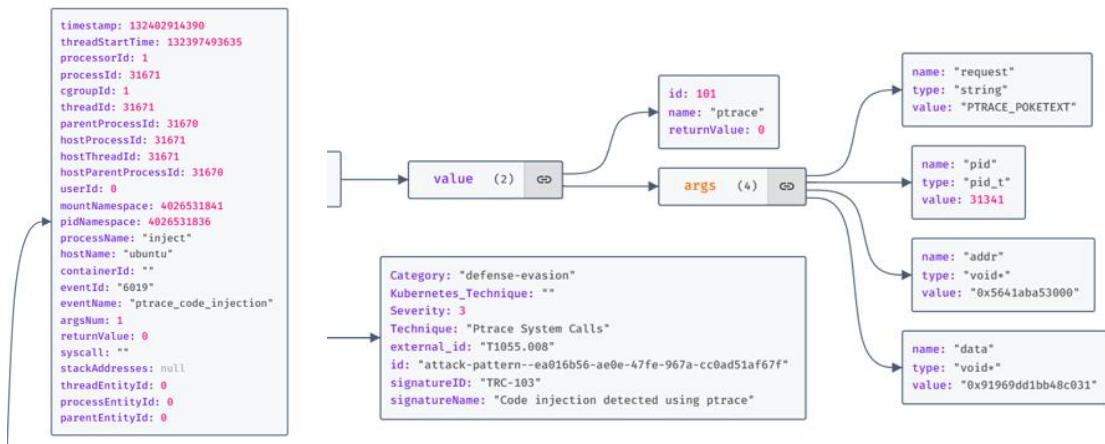 timestamp: 132402914390
threadStartTime: 132397493635
processorId: 1
processId: 31671
cgroupId: 1
threadId: 31671
parentProcessId: 31670
hostProcessId: 31671
hostThreadId: 31671
hostParentProcessId: 31670
userId: 0
mountNamespace: 4026531841
pidNamespace: 4026531836
processName: "inject"
hostName: "ubuntu"
containerId: ""
eventId: "6019"
eventName: "ptrace_code_injection"
argsNum: 1
returnValue: 0
syscall: ""
stackAddresses: null
threadEntityId: 0
processEntityId: 0
parentEntityId: 0
value (2)
id: 101
name: "ptrace"
returnValue: 0
args (4)
name: "request"
type: "string"
value: "PTRACE_POKETEXT"
name: "pid"
type: "pid_t"
value: 31341
name: "addr"
type: "void*"
value: "0x5641aba53000"
name: "data"
type: "void*"
value: "0x91969dd1bb48c031"
Category: "defense-evasion"
Kubernetes_Technique: ""
Severity: 3
Technique: "Ptrace System Calls"
external_id: "T1055.008"
id: "attack-pattern--ea016b56-ae0e-47fe-967a-cc0ad51af67f"
signatureID: "TRC-103"
signatureName: "Code injection detected using ptrace"